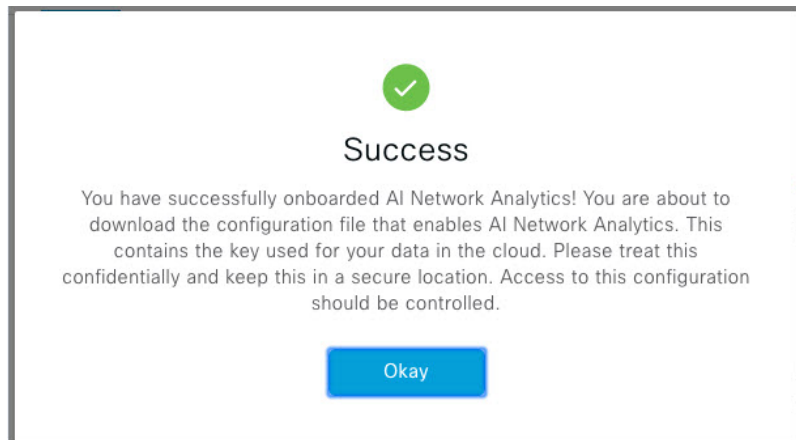 Success
You have successfully onboarded AI Network Analytics! You are about to
download the configuration file that enables AI Network Analytics. This
contains the key used for your data in the cloud. Please treat this
confidentially and keep this in a secure location. Access to this configuration
should be controlled.
Okay